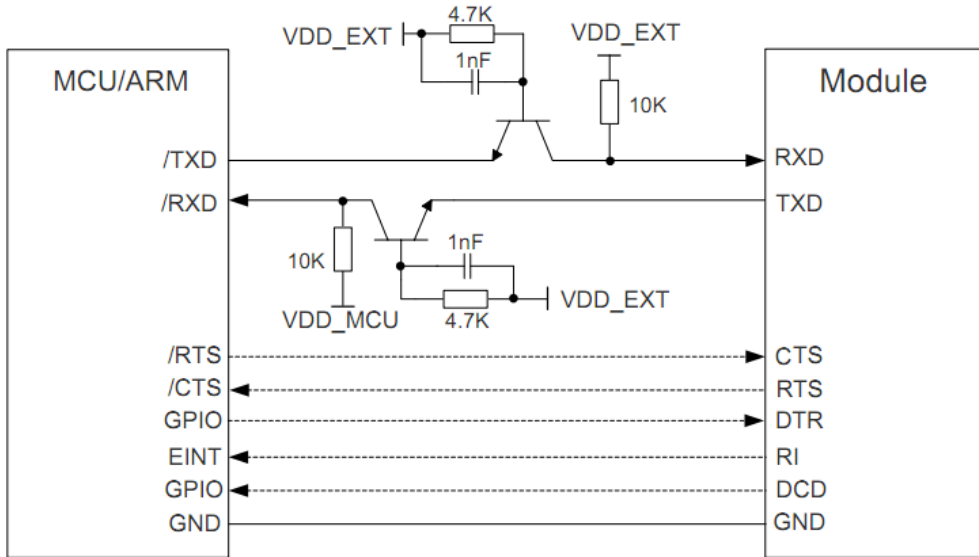 4.7K
VDD_EXT
VDD_EXT
1nF
MCU/ARM
Module
10K
/TXD
RXD
/RXD
TXD
1nF
10K
VDD_EXT
VDD_MCU
4.7K
/RTS
CTS
/CTS
RTS
GPIO
DTR
EINT
RI
GPIO
DCD
GND
GND